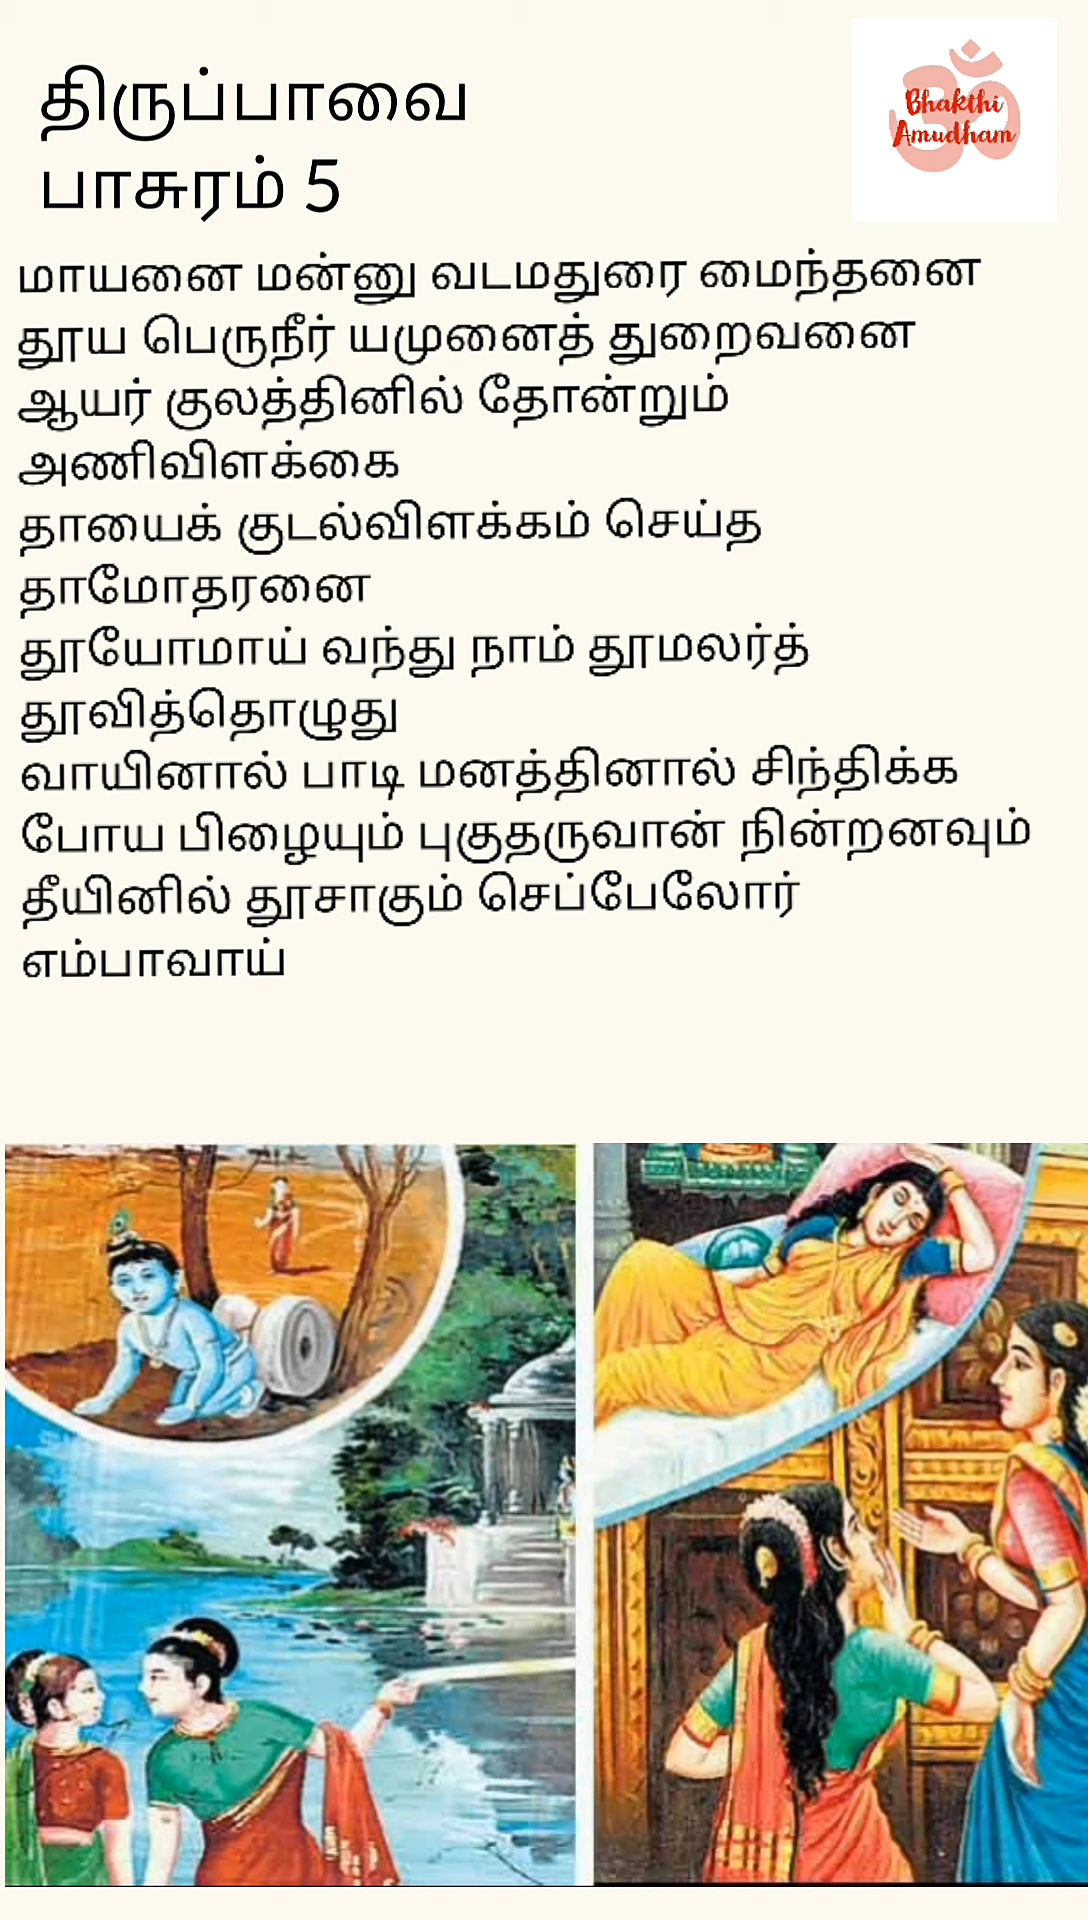 திருப்பாவை
பாசுரம் 5
Bhakthi
Amudham
மாயனை மன்னு வடமதுரை மைந்தனை
தூய பெருநீர் யமுனைத் துறைவனை
ஆயர் குலத்தினில் தோன்றும்
அணிவிளக்கை
தாயைக் குடல்விளக்கம் செய்த
தாமோதரனை
தூயோமாய் வந்து நாம் தூமலர்த்
தூவித்தொழுது
வாயினால் பாடி மனத்தினால் சிந்திக்க
போய பிழையும் புகுதருவான் நின்றனவும்
தீயினில் தூசாகும் செப்பேலோர்
எம்பாவாய்